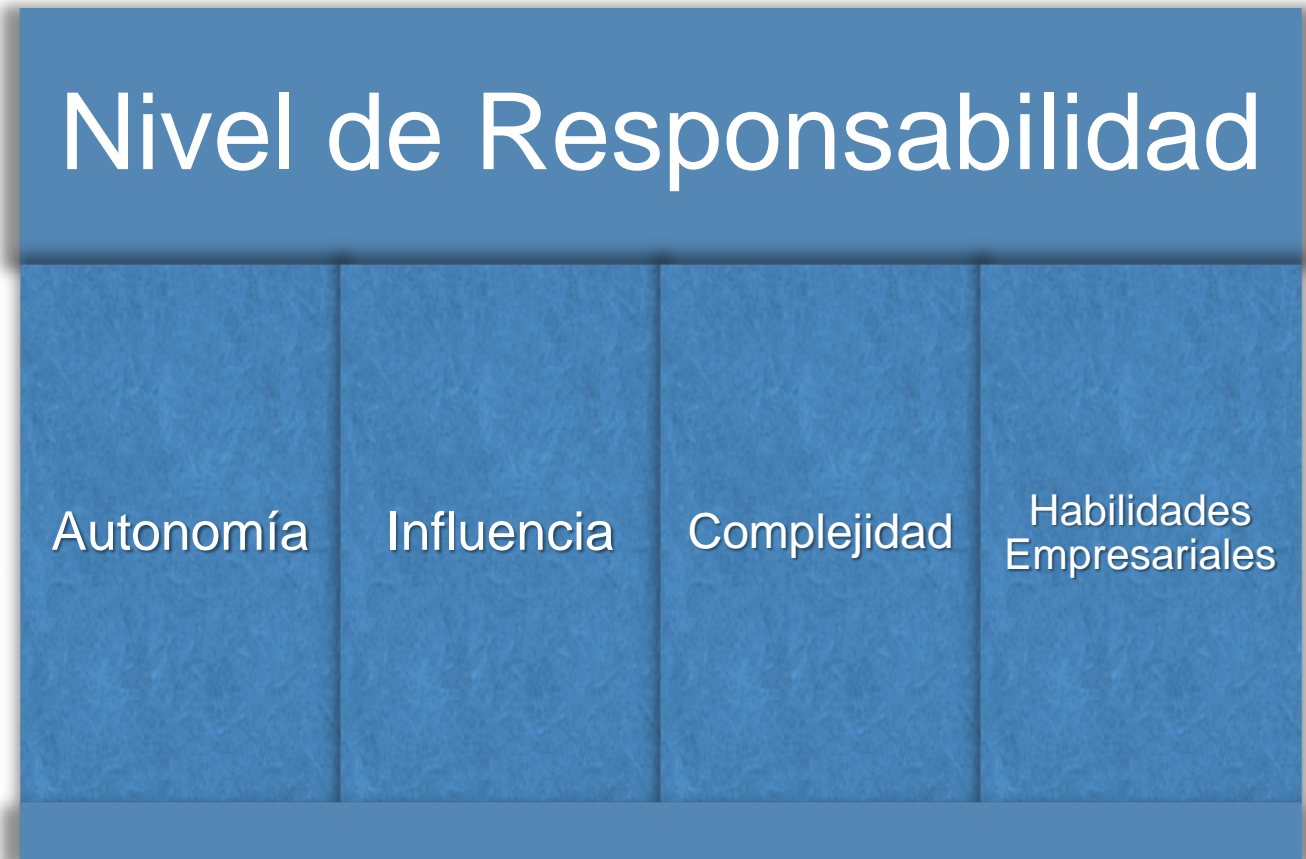 Nivel de Responsabilidad
Autonomía
Influencia
Complejidad
Habilidades
Empresariales